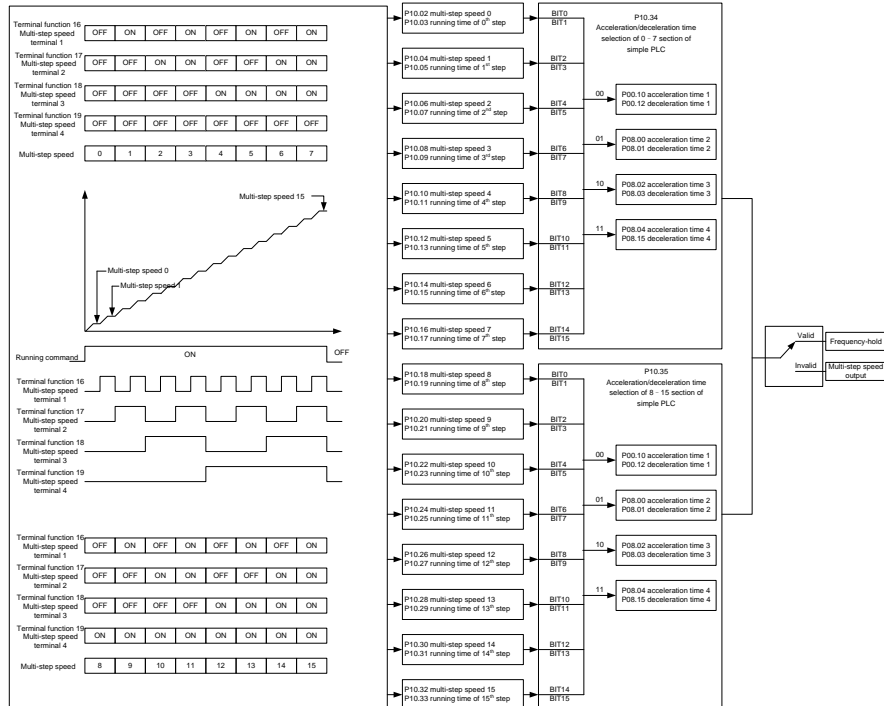 Terminal function 16
Multi-step speed
terminal 1
OFF ON OFF ON OFF ON OFF ON
Terminal function 17
Multi-step speed
terminal 2
OFF OFF ON ON OFF OFF ON ON
Terminal function 18
Multi-step speed
terminal 3
OFF OFF OFF OFF ON ON ON ON
Terminal function 19
Multi-step speed
terminal 4
OFF OFF OFF OFF OFF OFF OFF OFF
Multi-step speed 0 1 2 3 4 5 6 7
Multi-step speed 15
Multi-step speed 0
Multi-step speed 1
Running command
ON
OFF
Terminal function 16
Multi-step speed
terminal 1
Terminal function 17
Multi-step speed
terminal 2
Terminal function 18
Multi-step speed
terminal 3
Terminal function 19
Multi-step speed
terminal 4
Terminal function 16
Multi-step speed
terminal 1
OFF ON OFF ON OFF ON OFF ON
Terminal function 17
Multi-step speed
terminal 2
OFF OFF ON ON OFF OFF ON ON
Terminal function 18
Multi-step speed
terminal 3
OFF OFF OFF OFF ON ON ON ON
Terminal function 19
Multi-step speed
terminal 4
ON ON ON ON ON ON ON ON
Multi-step speed 8 9 10 11 12 13 14 15
P10.02 multi-step speed 0
P10.03 running time of 0th step
P10.04 multi-step speed 1
P10.05 running time of 1st step
P10.06 multi-step speed 2
P10.07 running time of 2nd step
P10.08 multi-step speed 3
P10.09 running time of 3rd step
P10.10 multi-step speed 4
P10.11 running time of 4th step
P10.12 multi-step speed 5
P10.13 running time of 5th step
P10.14 multi-step speed 6
P10.15 running time of 6th step
P10.16 multi-step speed 7
P10.17 running time of 7th step
P10.18 multi-step speed 8
P10.19 running time of 8th step
P10.20 multi-step speed 9
P10.21 running time of 9th step
P10.22 multi-step speed 10
P10.23 running time of 10th step
P10.24 multi-step speed 11
P10.25 running time of 11th step
P10.26 multi-step speed 12
P10.27 running time of 12th step
P10.28 multi-step speed 13
P10.29 running time of 13th step
P10.30 multi-step speed 14
P10.31 running time of 14th step
P10.32 multi-step speed 15
P10.33 running time of 15th step
BIT0
BIT1
BIT2
BIT3
BIT4
BIT5
BIT6
BIT7
BIT8
BIT9
BIT10
BIT11
BIT12
BIT13
BIT14
BIT15
P10.34
Acceleration/deceleration time
selection of 0 - 7 section of
simple PLC
00
P00.10 acceleration time 1
P00.12 deceleration time 1
01
P08.00 acceleration time 2
P08.01 deceleration time 2
10
P08.02 acceleration time 3
P08.03 deceleration time 3
11
P08.04 acceleration time 4
P08.15 deceleration time 4
BIT0
BIT1
BIT2
BIT3
BIT4
BIT5
BIT6
BIT7
BIT8
BIT9
BIT10
BIT11
BIT12
BIT13
BIT14
BIT15
P10.35
Acceleration/deceleration time
selection of 8 - 15 section of
simple PLC
00
P00.10 acceleration time 1
P00.12 deceleration time 1
01
P08.00 acceleration time 2
P08.01 deceleration time 2
10
P08.02 acceleration time 3
P08.03 deceleration time 3
11
P08.04 acceleration time 4
P08.15 deceleration time 4
Valid
Frequency-hold
Invalid
Multi-step speed
output